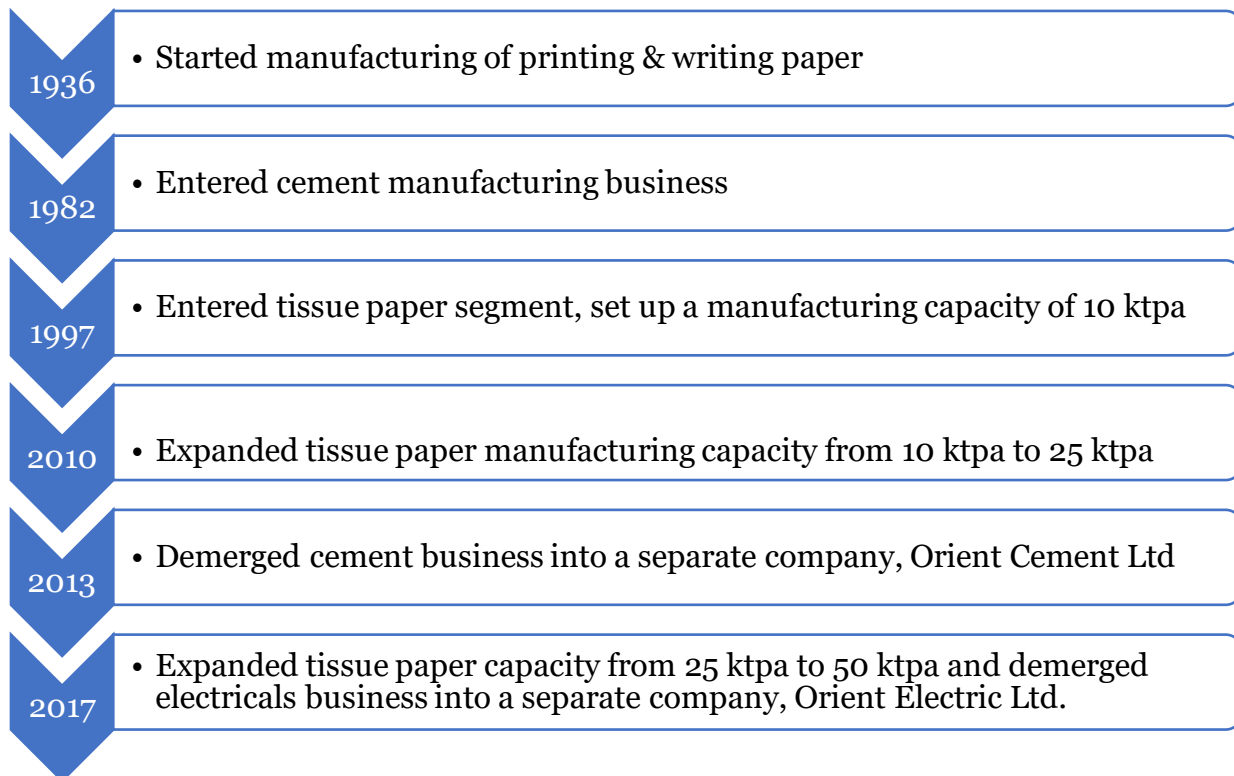 1936
• Started manufacturing of printing & writing paper
1982
• Entered cement manufacturing business
1997
• Entered tissue paper segment, set up a manufacturing capacity of 10 ktpa
2010
• Expanded tissue paper manufacturing capacity from 10 ktpa to 25 ktpa
2013
• Demerged cement business into a separate company, Orient Cement Ltd
2017
• Expanded tissue paper capacity from 25 ktpa to 50 ktpa and demerged
electricals business into a separate company, Orient Electric Ltd.